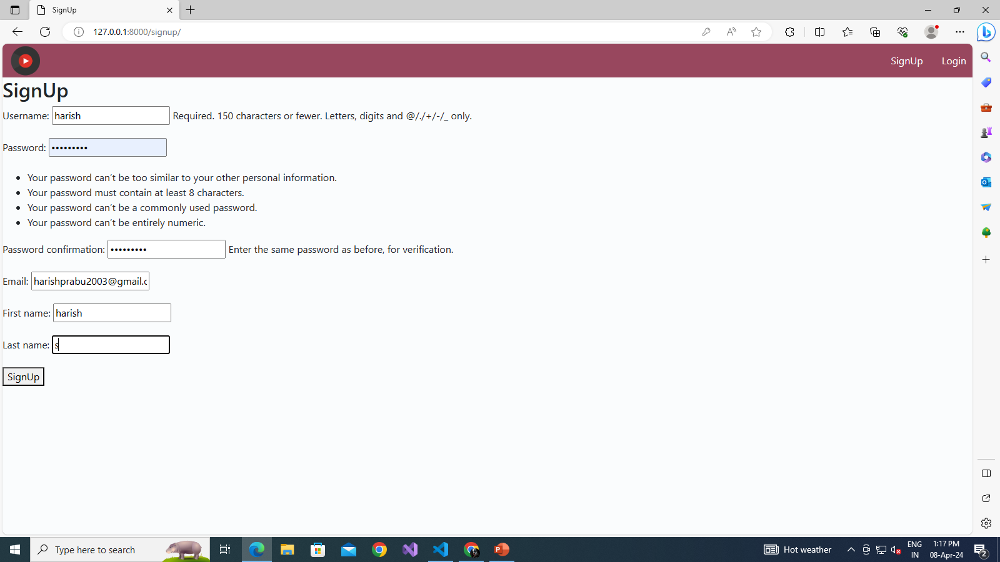 SignUp
127.0.0.1:8000/signup/
SignUp Login
SignUp
Username: harish Required. 150 characters or fewer. Letters, digits and @/./+/-/_ only.
Password: •••••••••
• Your password can't be too similar to your other personal information.
• Your password must contain at least 8 characters.
• Your password can't be a commonly used password.
• Your password can't be entirely numeric.
Password confirmation: ••••••••• Enter the same password as before, for verification.
Email: harishprabu2003@gmail.c
First name: harish
Last name: s
SignUp
Type here to search
Hot weather
ENG
IN
1:17 PM
08-Apr-24
2